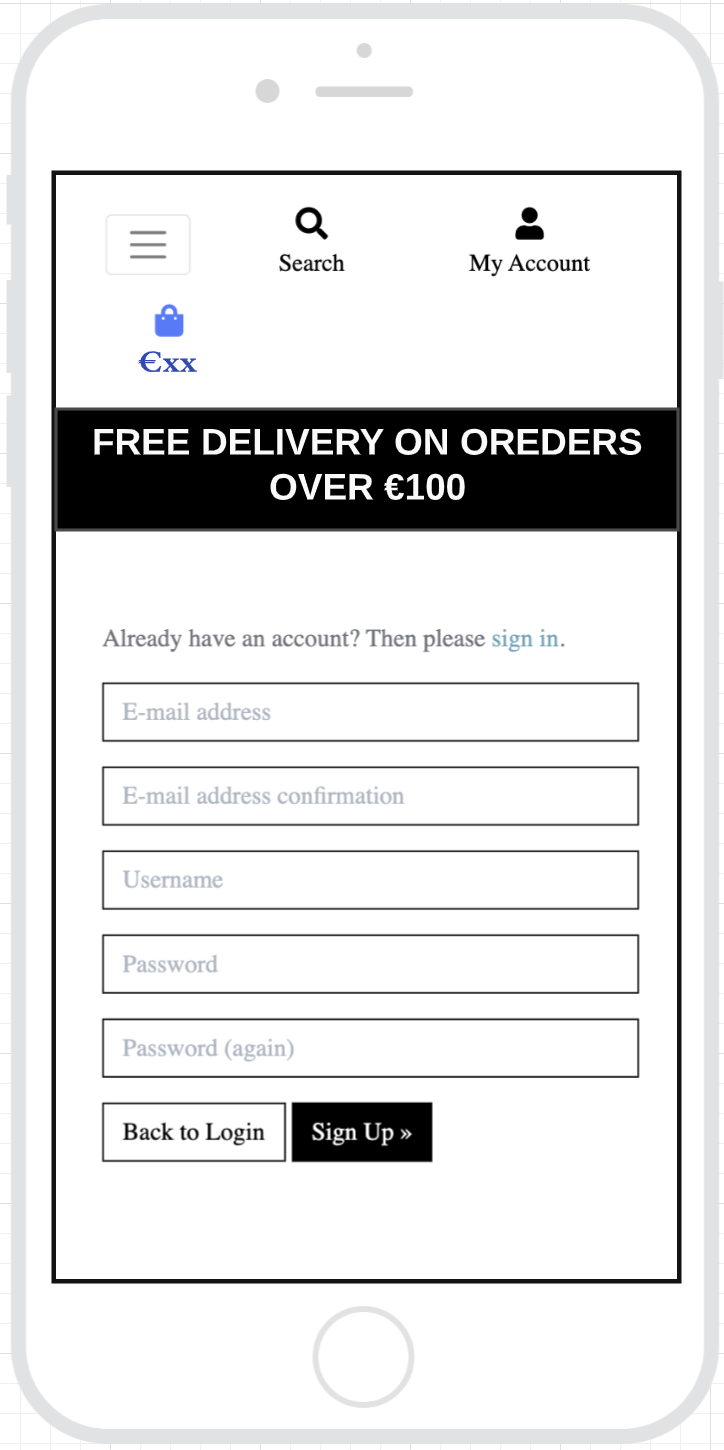 Search
My Account
€xx
FREE DELIVERY ON OREDERS
OVER €100
Already have an account? Then please sign in.
E-mail address
E-mail address confirmation
Username
Password
Password (again)
Back to Login
Sign Up »